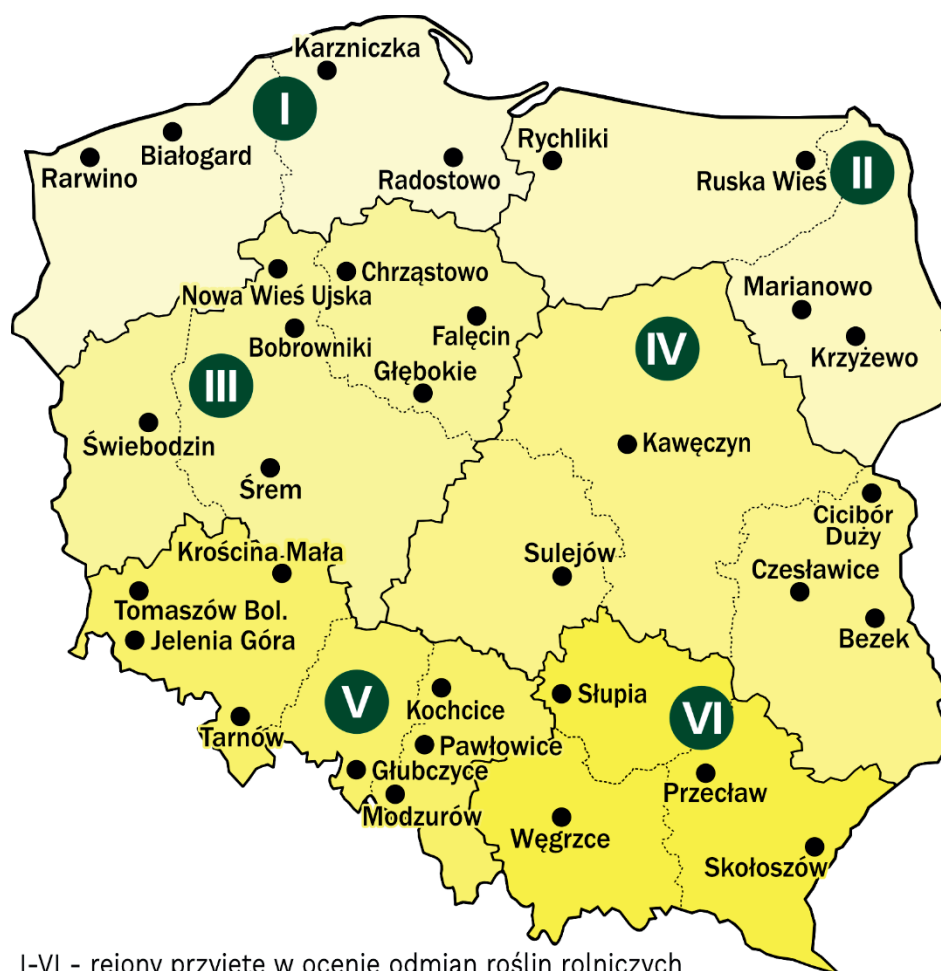 Karzniczka
I
Białogard
Rarwino
Radostowo
Rychliki
Ruska Wieś
II
Nowa Wieś Ujska
Chrząstowo
Marianowo
Bobrowniki
Falęcin
Krzyżewo
III
Głębokie
IV
Świebodzin
Śrem
Kawęczyn
Cicibór
Duży
Krościna Mała
Sulejów
Czesławice
Tomaszów Bol.
Jelenia Góra
Bezek
V
Kochcice
Słupia
VI
Tarnów
Pawłowice
Głubczyce
Modzurów
Przecław
Węgrzce
Skołoszów
I-VI - rejony przyjęte w ocenie odmian roślin rolniczych